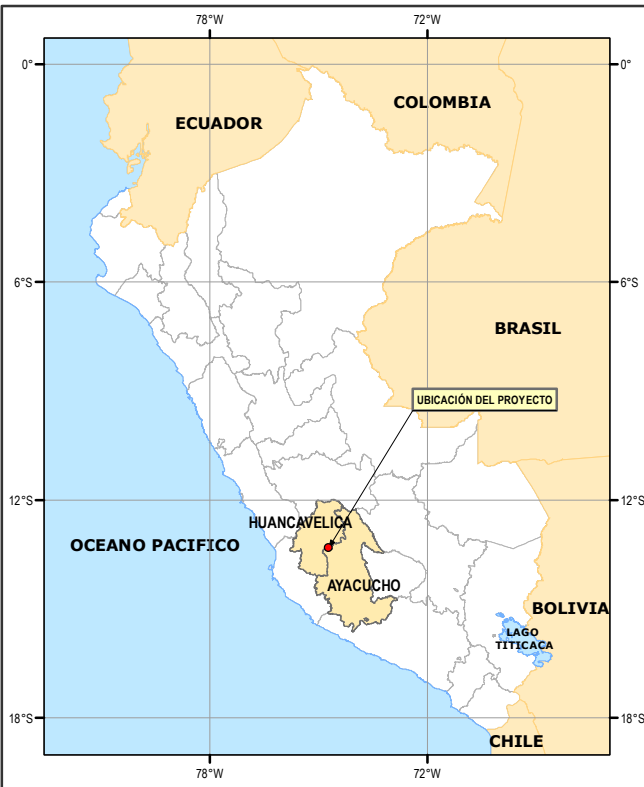 78°W
72°W
0°
0°
COLOMBIA
ECUADOR
6°S
6°S
BRASIL
UBICACIÓN DEL PROYECTO
12°S
12°S
HUANCAVELICA
OCEANO PACIFICO
AYACUCHO
BOLIVIA
LAGO
TITICACA
18°S
18°S
CHILE
78°W
72°W